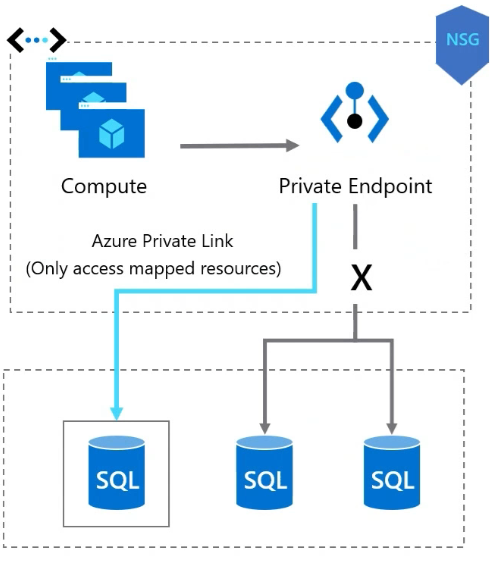 NSG
Compute
Private Endpoint
Azure Private Link
(Only access mapped resources)
X
SQL
SQL
SQL